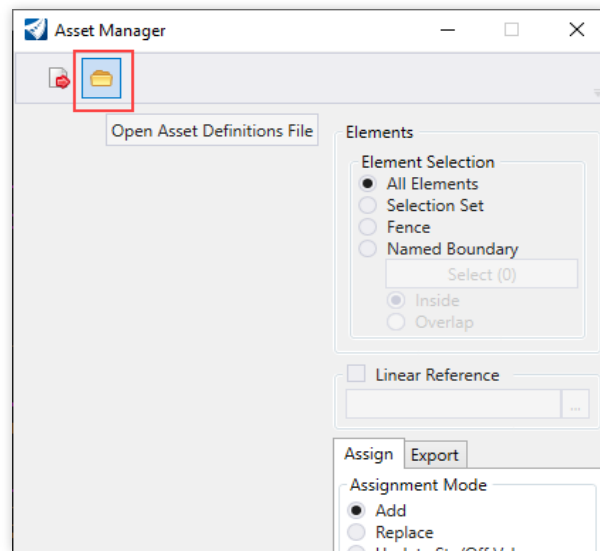 Asset Manager
Open Asset Definitions File
Elements
Element Selection
All Elements
Selection Set
Fence
Named Boundary
Select (0)
Inside
Overlap
Linear Reference
...
Assign Export
Assignment Mode
Add
Replace